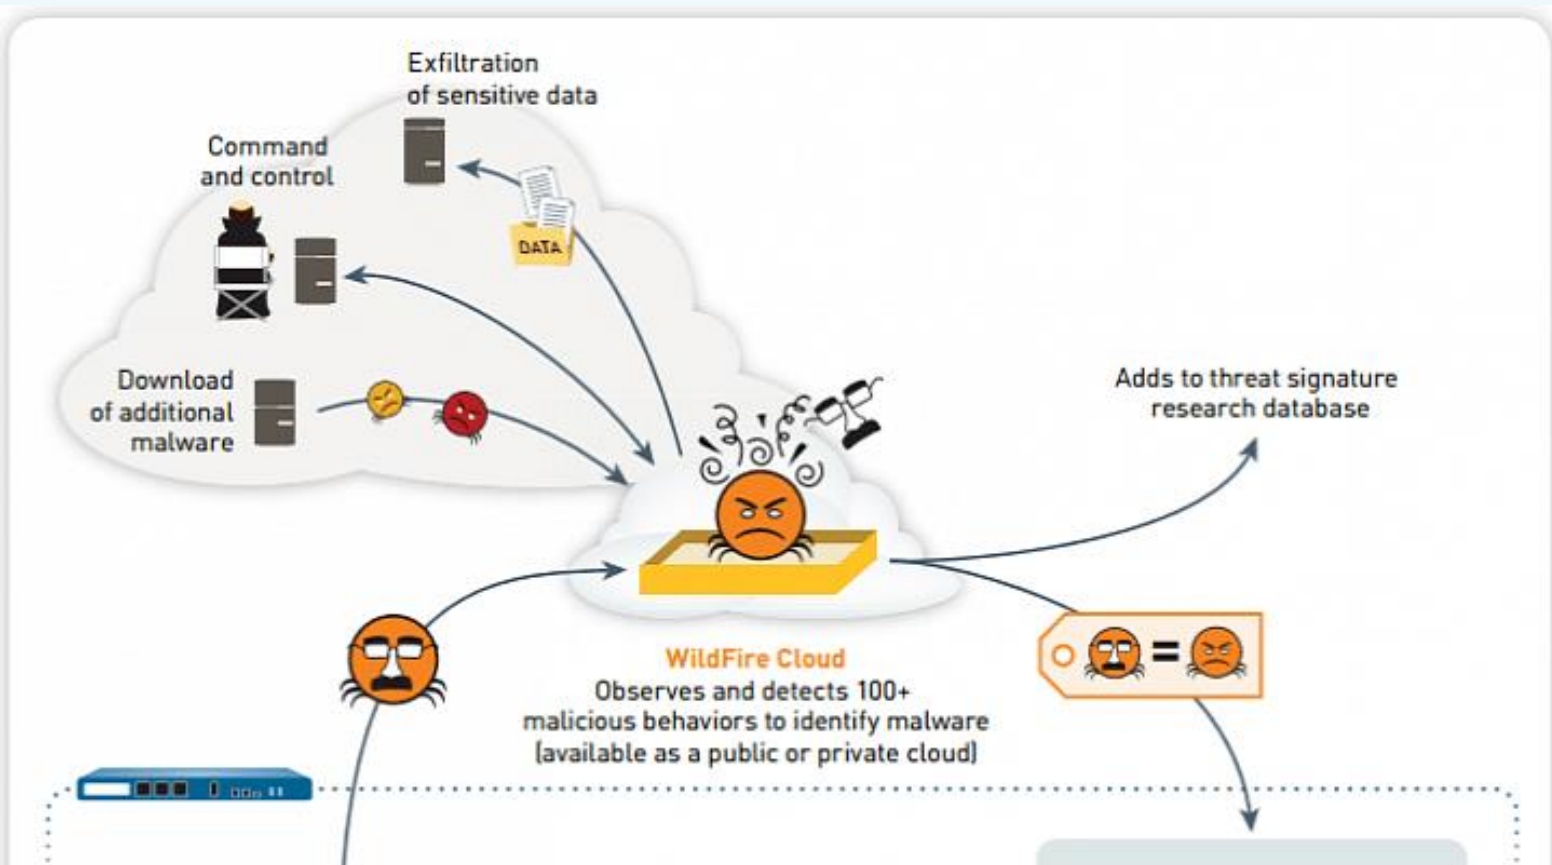 Exfiltration
of sensitive data
Command
and control
DATA
Download
of additional
malware
Adds to threat signature
research database
WildFire Cloud
Observes and detects 100+
malicious behaviors to identify malware
(available as a public or private cloud)
=